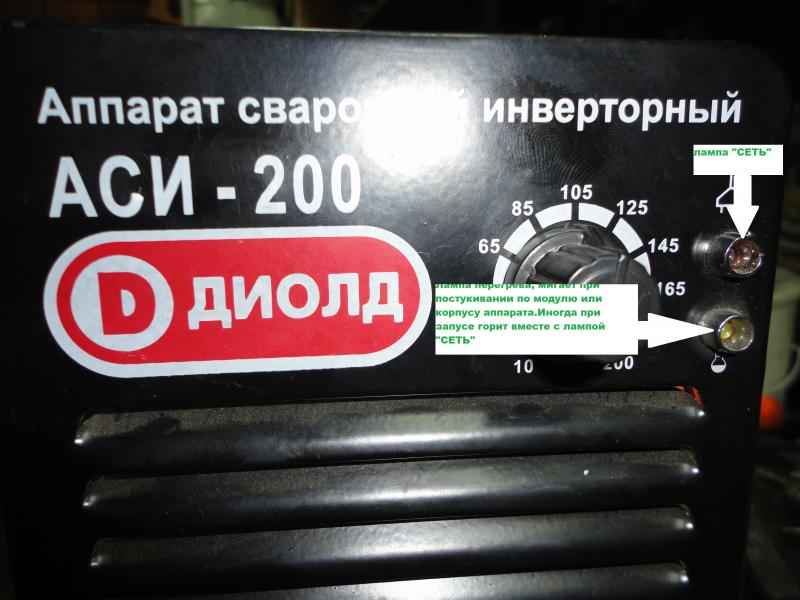 Аппарат инверторный
АСИ - 200
D ДИОЛД
лампа "СЕТЬ"
105
85
125
65
145
165
10
200
лампа перегрева, мигает при
постукивании по модулю или
корпусу аппарата.Иногда при
запусе горит вместе с лампой
"СЕТЬ"